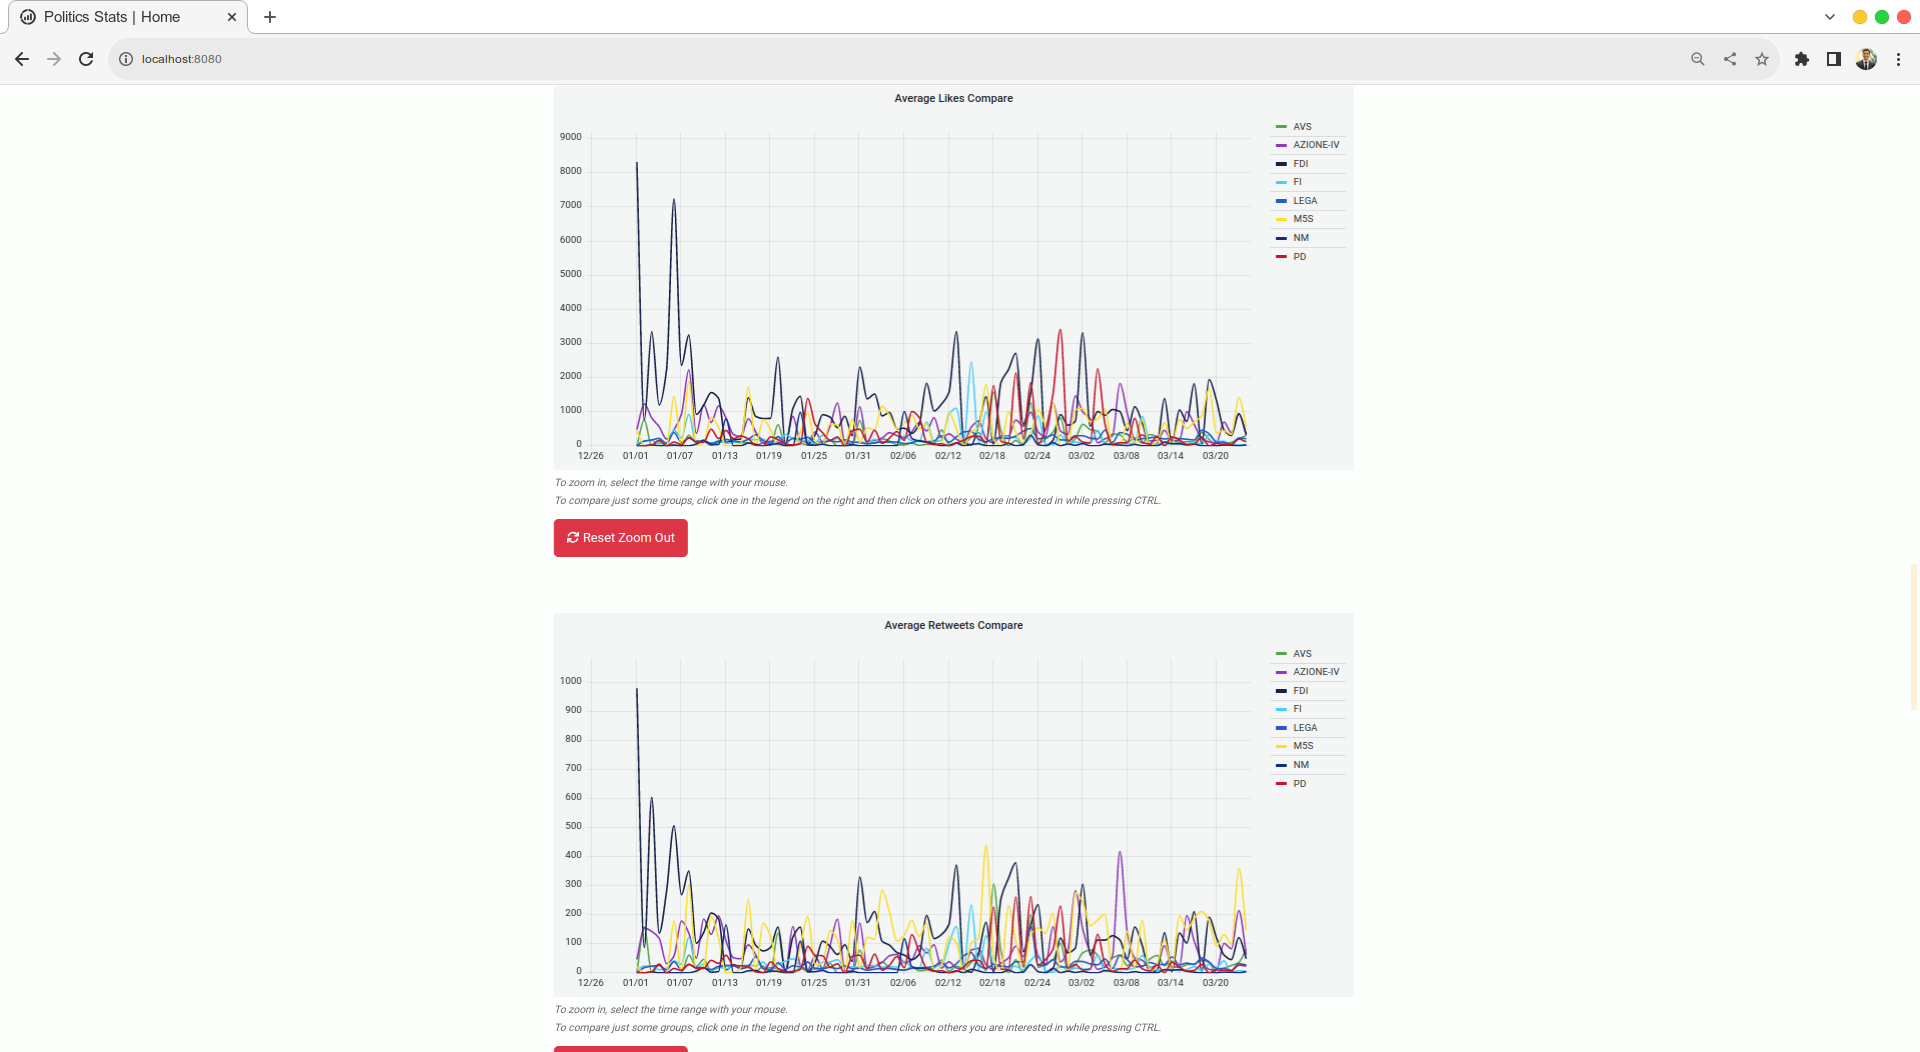 Politics Stats | Home
localhost:8080
Average Likes Compare
9000
8000
7000
6000
5000
4000
3000
2000
1000
0
12/26 01/01 01/07 01/13 01/19 01/25 01/31 02/06 02/12 02/18 02/24 03/02 03/08 03/14 03/20
AVS
AZIONE-IV
FDI
FI
LEGA
M5S
NM
PD
To zoom in, select the time range with your mouse.
To compare just some groups, click one in the legend on the right and then click on others you are interested in while pressing CTRL.
Reset Zoom Out
Average Retweets Compare
1000
900
800
700
600
500
400
300
200
100
0
12/26 01/01 01/07 01/13 01/19 01/25 01/31 02/06 02/12 02/18 02/24 03/02 03/08 03/14 03/20
AVS
AZIONE-IV
FDI
FI
LEGA
M5S
NM
PD
To zoom in, select the time range with your mouse.
To compare just some groups, click one in the legend on the right and then click on others you are interested in while pressing CTRL.